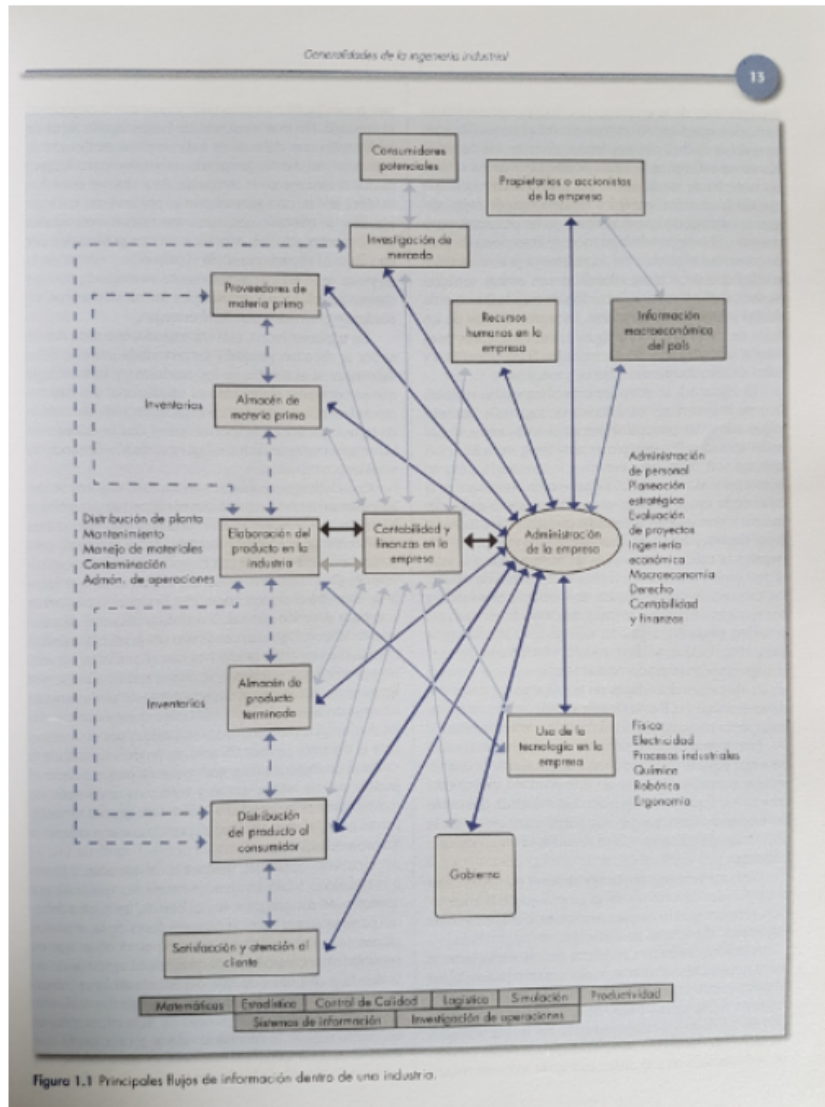 Generalidades de la ingeniería industrial
13
Consumidores
potenciales
Propietarios o accionistas
de la empresa
Investigación de
mercado
Proveedores de
materia prima
Recursos
humanos en la
empresa
Información
macroeconómica
del país
Inventarios
Almacén de
materia prima
Administración
de personal
Planeación
estratégica
Evaluación
de proyectos
Ingeniería
económica
Macroeconomía
Derecho
Contabilidad
y finanzas
Distribución de planta
Mantenimiento
Manejo de materiales
Contaminación
Admón. de operaciones
Elaboración del
producto en la
industria
Contabilidad y
finanzas en la
empresa
Administración
de la empresa
Inventarios
Almacén de
producto
terminado
Uso de la
tecnología en la
empresa
Física
Electricidad
Procesos industriales
Química
Robótica
Ergonomía
Distribución
del producto al
consumidor
Gobierno
Satisfacción y atención al
cliente
Matemáticas Estadística Control de Calidad Logística Simulación Productividad
Sistemas de información Investigación de operaciones
Figura 1.1 Principales flujos de información dentro de una industria.